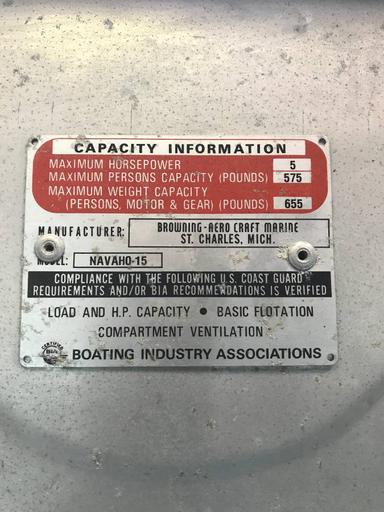 CAPACITY INFORMATION
MAXIMUM HORSEPOWER 5
MAXIMUM PERSONS CAPACITY (POUNDS) 575
MAXIMUM WEIGHT CAPACITY
(PERSONS, MOTOR & GEAR) (POUNDS) 655
MANUFACTURER: BROWNING-AERO CRAFT MARINE
ST. CHARLES, MICH.
MODEL: NAVAHO-15
COMPLIANCE WITH THE FOLLOWING U.S. COAST GUARD
REQUIREMENTS AND/OR BIA RECOMMENDATIONS IS VERIFIED
LOAD AND H.P. CAPACITY • BASIC FLOTATION
COMPARTMENT VENTILATION
CERTIFIED
BIA
BOATING INDUSTRY ASSOCIATIONS